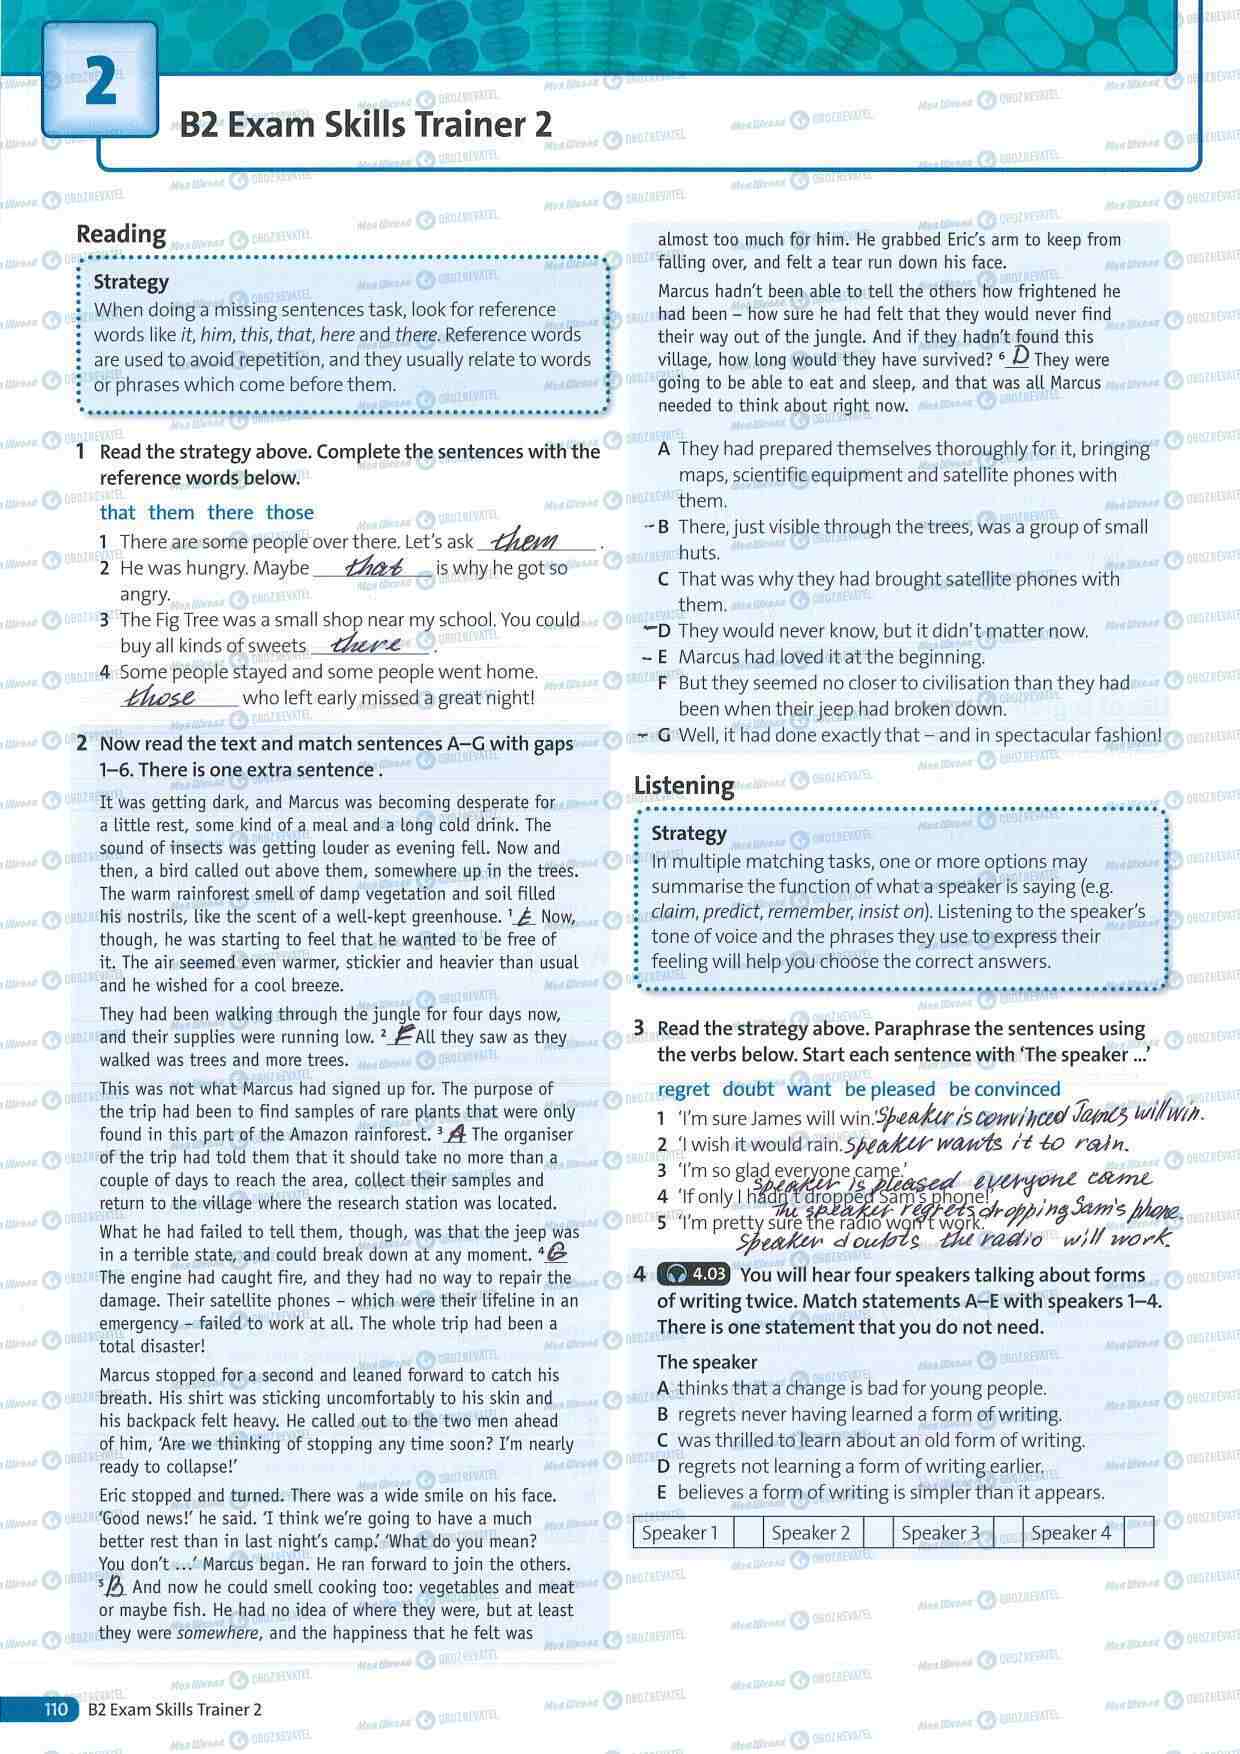 2
B2 Exam Skills Trainer 2
Reading
Strategy
When doing a missing sentences task, look for reference
words like it, him, this, that, here and there. Reference words
are used to avoid repetition, and they usually relate to words
or phrases which come before them.
1 Read the strategy above. Complete the sentences with the
reference words below.
that them there those
1 There are some people over there. Let's ask them .
2 He was hungry. Maybe that is why he got so
angry.
3 The Fig Tree was a small shop near my school. You could
buy all kinds of sweets there .
4 Some people stayed and some people went home.
those who left early missed a great night!
2 Now read the text and match sentences A–G with gaps
1–6. There is one extra sentence .
It was getting dark, and Marcus was becoming desperate for
a little rest, some kind of a meal and a long cold drink. The
sound of insects was getting louder as evening fell. Now and
then, a bird called out above them, somewhere up in the trees.
The warm rainforest smell of damp vegetation and soil filled
his nostrils, like the scent of a well-kept greenhouse. 1 E Now,
though, he was starting to feel that he wanted to be free of
it. The air seemed even warmer, stickier and heavier than usual
and he wished for a cool breeze.
They had been walking through the jungle for four days now,
and their supplies were running low. 2 F All they saw as they
walked was trees and more trees.
This was not what Marcus had signed up for. The purpose of
the trip had been to find samples of rare plants that were only
found in this part of the Amazon rainforest. 3 A The organiser
of the trip had told them that it should take no more than a
couple of days to reach the area, collect their samples and
return to the village where the research station was located.
What he had failed to tell them, though, was that the jeep was
in a terrible state, and could break down at any moment. 4 G
The engine had caught fire, and they had no way to repair the
damage. Their satellite phones – which were their lifeline in an
emergency – failed to work at all. The whole trip had been a
total disaster!
Marcus stopped for a second and leaned forward to catch his
breath. His shirt was sticking uncomfortably to his skin and
his backpack felt heavy. He called out to the two men ahead
of him, 'Are we thinking of stopping any time soon? I'm nearly
ready to collapse!'
Eric stopped and turned. There was a wide smile on his face.
'Good news!' he said. 'I think we're going to have a much
better rest than in last night's camp.' 'What do you mean?
You don't ...' Marcus began. He ran forward to join the others.
5 B And now he could smell cooking too: vegetables and meat
or maybe fish. He had no idea of where they were, but at least
they were somewhere, and the happiness that he felt was
almost too much for him. He grabbed Eric's arm to keep from
falling over, and felt a tear run down his face.
Marcus hadn't been able to tell the others how frightened he
had been – how sure he had felt that they would never find
their way out of the jungle. And if they hadn't found this
village, how long would they have survived? 6 D They were
going to be able to eat and sleep, and that was all Marcus
needed to think about right now.
A They had prepared themselves thoroughly for it, bringing
maps, scientific equipment and satellite phones with
them.
- B There, just visible through the trees, was a group of small
huts.
C That was why they had brought satellite phones with
them.
- D They would never know, but it didn't matter now.
- E Marcus had loved it at the beginning.
F But they seemed no closer to civilisation than they had
been when their jeep had broken down.
- G Well, it had done exactly that – and in spectacular fashion!
Listening
Strategy
In multiple matching tasks, one or more options may
summarise the function of what a speaker is saying (e.g.
claim, predict, remember, insist on). Listening to the speaker's
tone of voice and the phrases they use to express their
feeling will help you choose the correct answers.
3 Read the strategy above. Paraphrase the sentences using
the verbs below. Start each sentence with 'The speaker ...'
regret doubt want be pleased be convinced
1 'I'm sure James will win.' Speaker is convinced James will win.
2 'I wish it would rain. Speaker wants it to rain.
3 'I'm so glad everyone came.'
Speaker is pleased everyone came
4 'If only I hadn't dropped Sam's phone!
The speaker regrets dropping Sam's phone.
5 'I'm pretty sure the radio won't work.'
Speaker doubts the radio will work.
4 4.03 You will hear four speakers talking about forms
of writing twice. Match statements A–E with speakers 1–4.
There is one statement that you do not need.
The speaker
A thinks that a change is bad for young people.
B regrets never having learned a form of writing.
C was thrilled to learn about an old form of writing.
D regrets not learning a form of writing earlier.
E believes a form of writing is simpler than it appears.
Speaker 1 Speaker 2 Speaker 3 Speaker 4
110 B2 Exam Skills Trainer 2